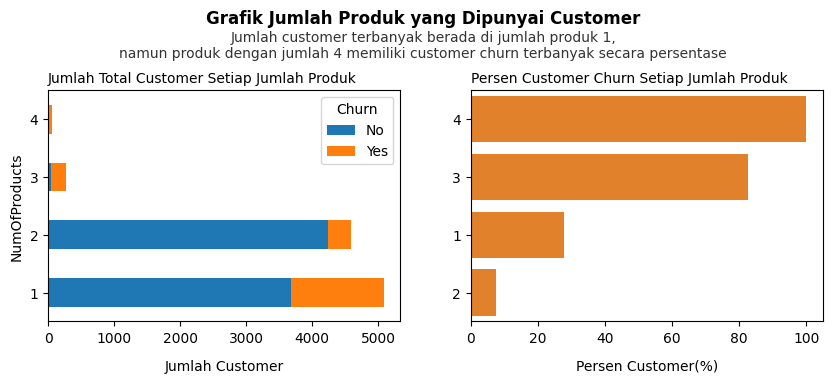 Grafik Jumlah Produk yang Dipunyai Customer
Jumlah customer terbanyak berada di jumlah produk 1,
namun produk dengan jumlah 4 memiliki customer churn terbanyak secara persentase
Jumlah Total Customer Setiap Jumlah Produk
NumOfProducts
4
3
2
1
Churn
No
Yes
0 1000 2000 3000 4000 5000
Jumlah Customer
Persen Customer Churn Setiap Jumlah Produk
4
3
1
2
0 20 40 60 80 100
Persen Customer(%)